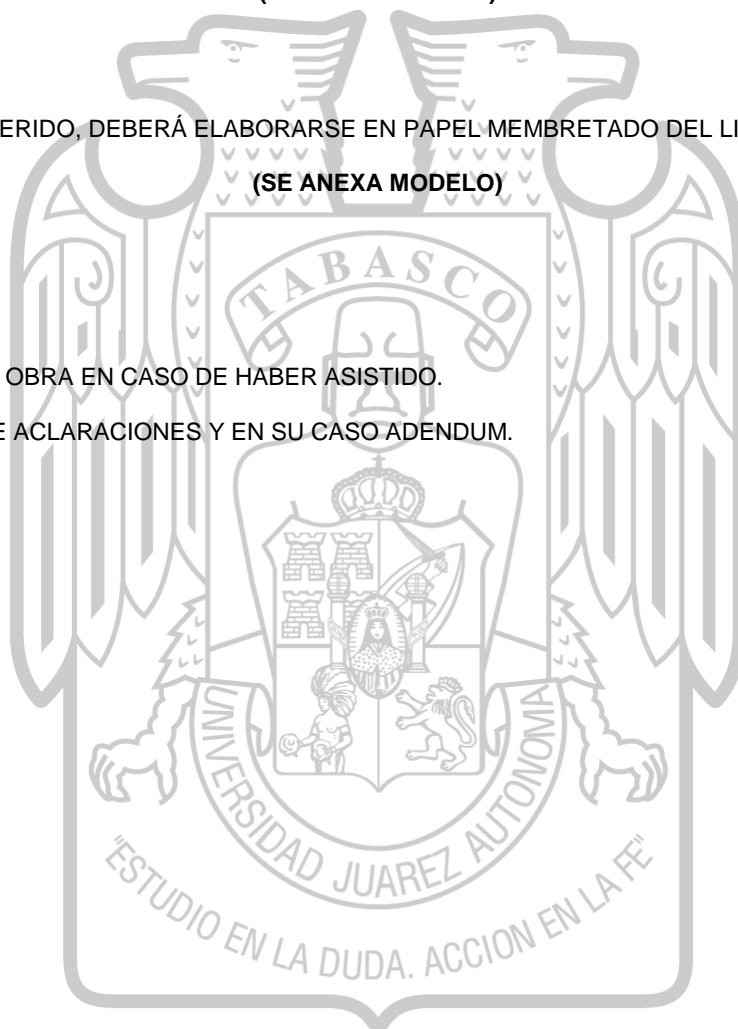 ERIDO, DEBERÁ ELABORARSE EN PAPEL MEMBRETADO DEL LI
(SE ANEXA MODELO)
TABASCO
OBRA EN CASO DE HABER ASISTIDO.
E ACLARACIONES Y EN SU CASO ADENDUM.
UNIVERSIDAD JUAREZ AUTONOMA
"ESTUDIO EN LA DUDA. ACCION EN LA FE"